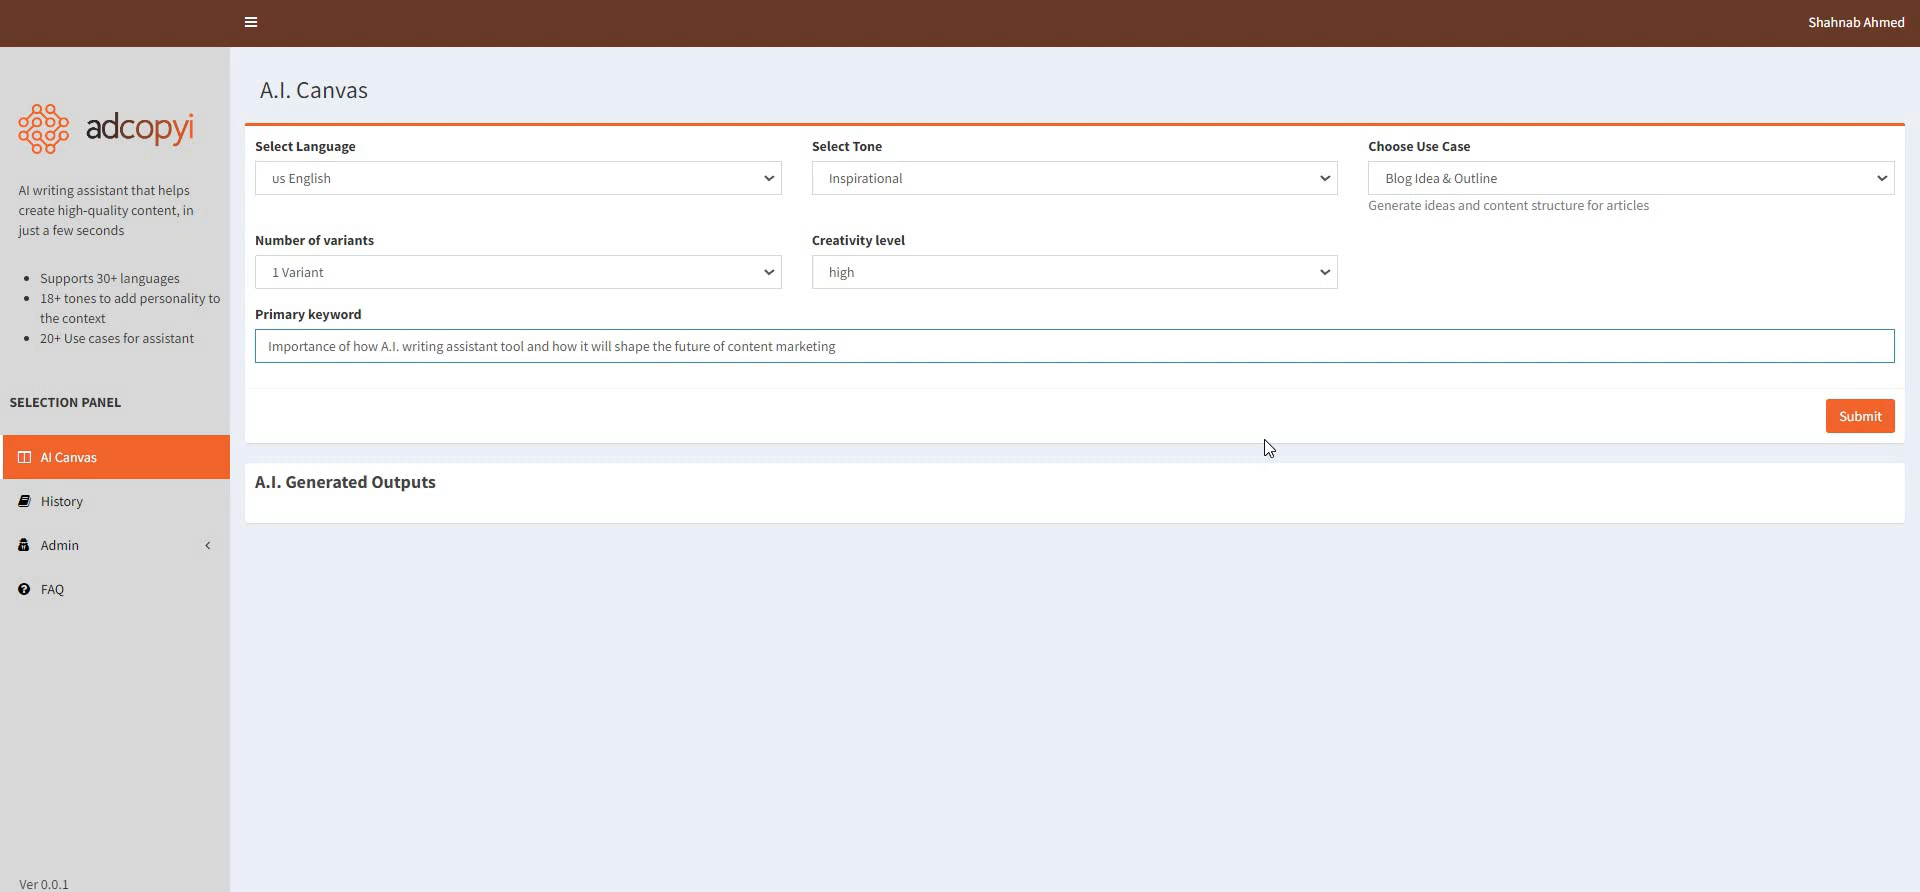 Shahnab Ahmed
adcopyi
AI writing assistant that helps
create high-quality content, in
just a few seconds
Supports 30+ languages
18+ tones to add personality to
the context
20+ Use cases for assistant
SELECTION PANEL
AI Canvas
History
Admin
FAQ
Ver 0.0.1
A.I. Canvas
Select Language
us English
Select Tone
Inspirational
Choose Use Case
Blog Idea & Outline
Generate ideas and content structure for articles
Number of variants
1 Variant
Creativity level
high
Primary keyword
Importance of how A.I. writing assistant tool and how it will shape the future of content marketing
Submit
A.I. Generated Outputs